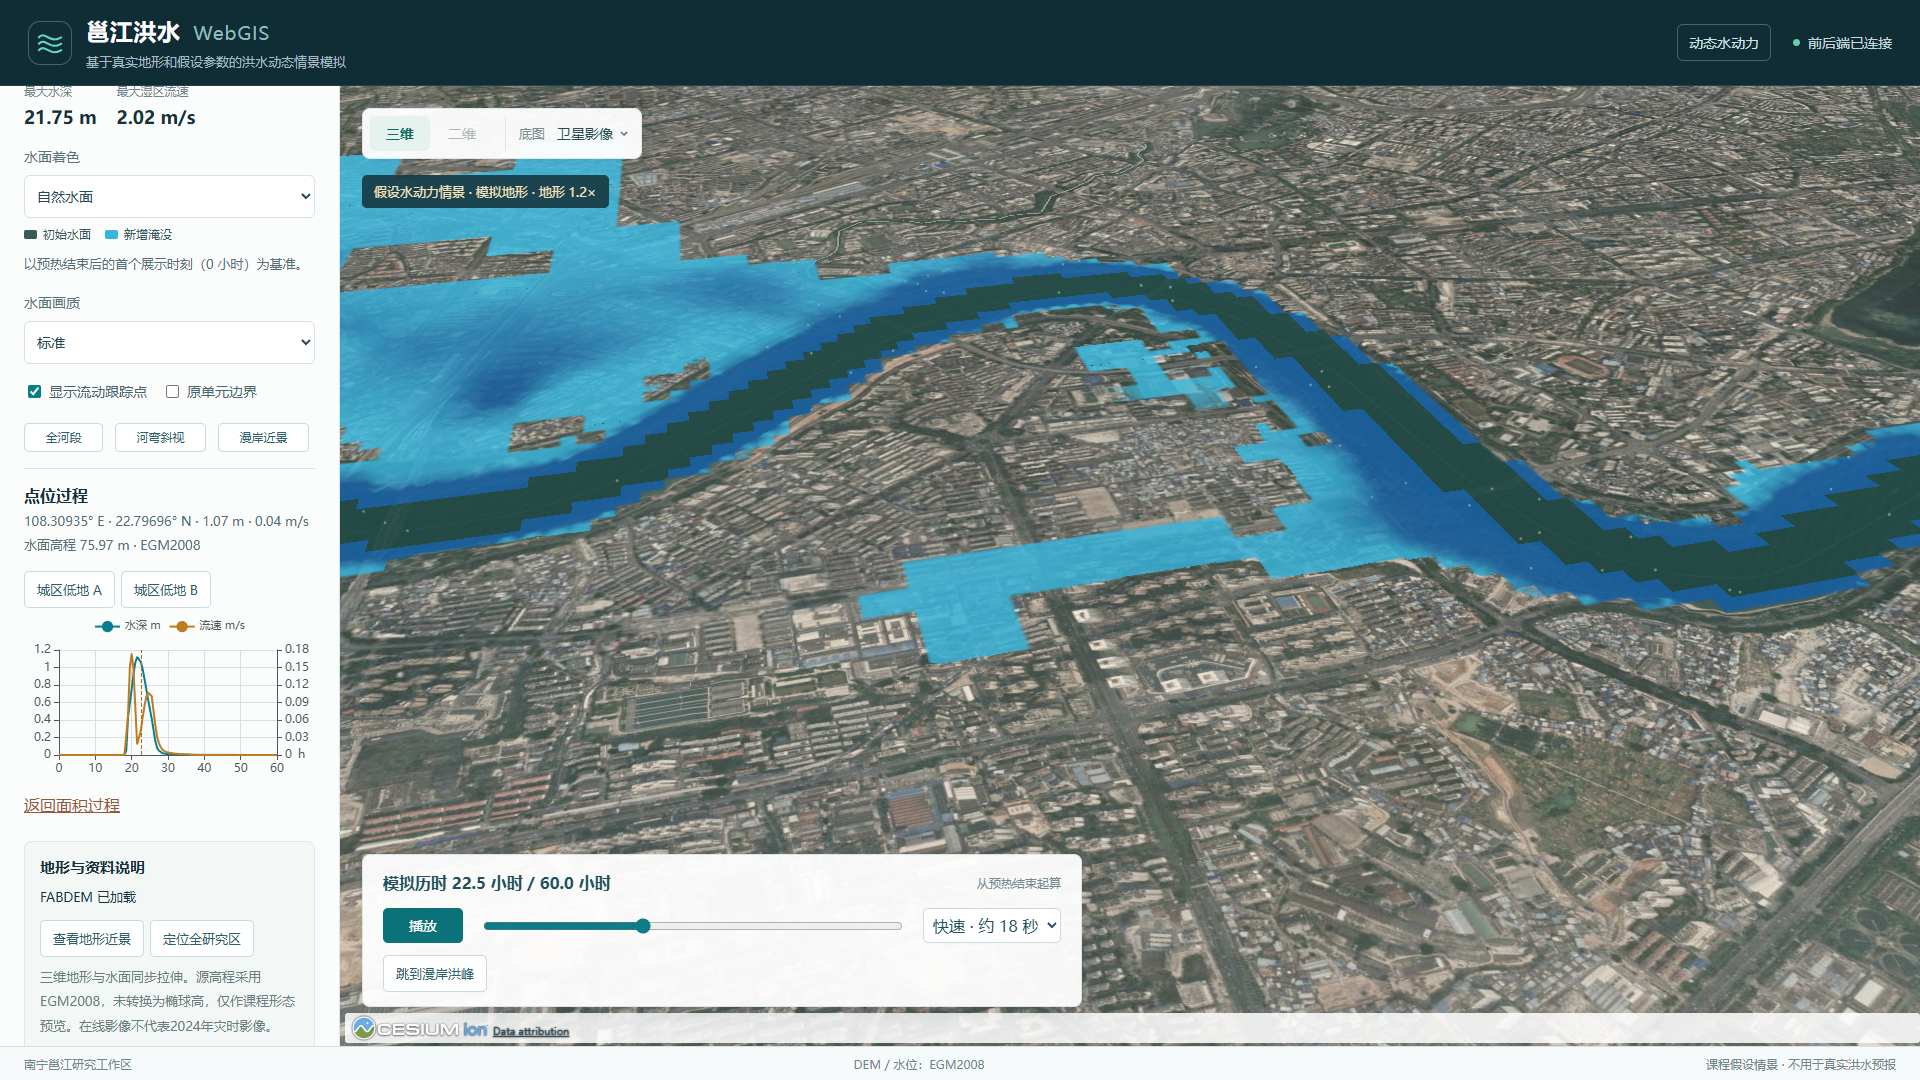 邕江洪水 WebGIS
基于真实地形和假设参数的洪水动态情景模拟
动态水动力
前后端已连接
最大水深 最大湿区流速
21.75 m 2.02 m/s
水面着色
自然水面
初始水面 新增淹没
以预热结束后的首个展示时刻（0 小时）为基准。
水面画质
标准
显示流动跟踪点 原单元边界
全河段 河弯斜视 漫岸近景
点位过程
108.30935° E · 22.79696° N · 1.07 m · 0.04 m/s
水面高程 75.97 m · EGM2008
城区低地 A 城区低地 B
水深 m 流速 m/s
1.2 0.18
1 0.15
0.8 0.12
0.6 0.09
0.4 0.06
0.2 0.03
0 0 h
0 10 20 30 40 50 60
返回面积过程
地形与资料说明
FABDEM 已加载
查看地形近景 定位全研究区
三维地形与水面同步拉伸。源高程采用
EGM2008，未转换为椭球高，仅作课程形态
预览。在线影像不代表2024年灾时影像。
三维 二维 底图 卫星影像
假设水动力情景 · 模拟地形 · 地形 1.2×
模拟历时 22.5 小时 / 60.0 小时
从预热结束起算
播放
快速 · 约 18 秒
跳到漫岸洪峰
CESIUM ion Data attribution
南宁邕江研究工作区
DEM / 水位：EGM2008
课程假设情景 · 不用于真实洪水预报